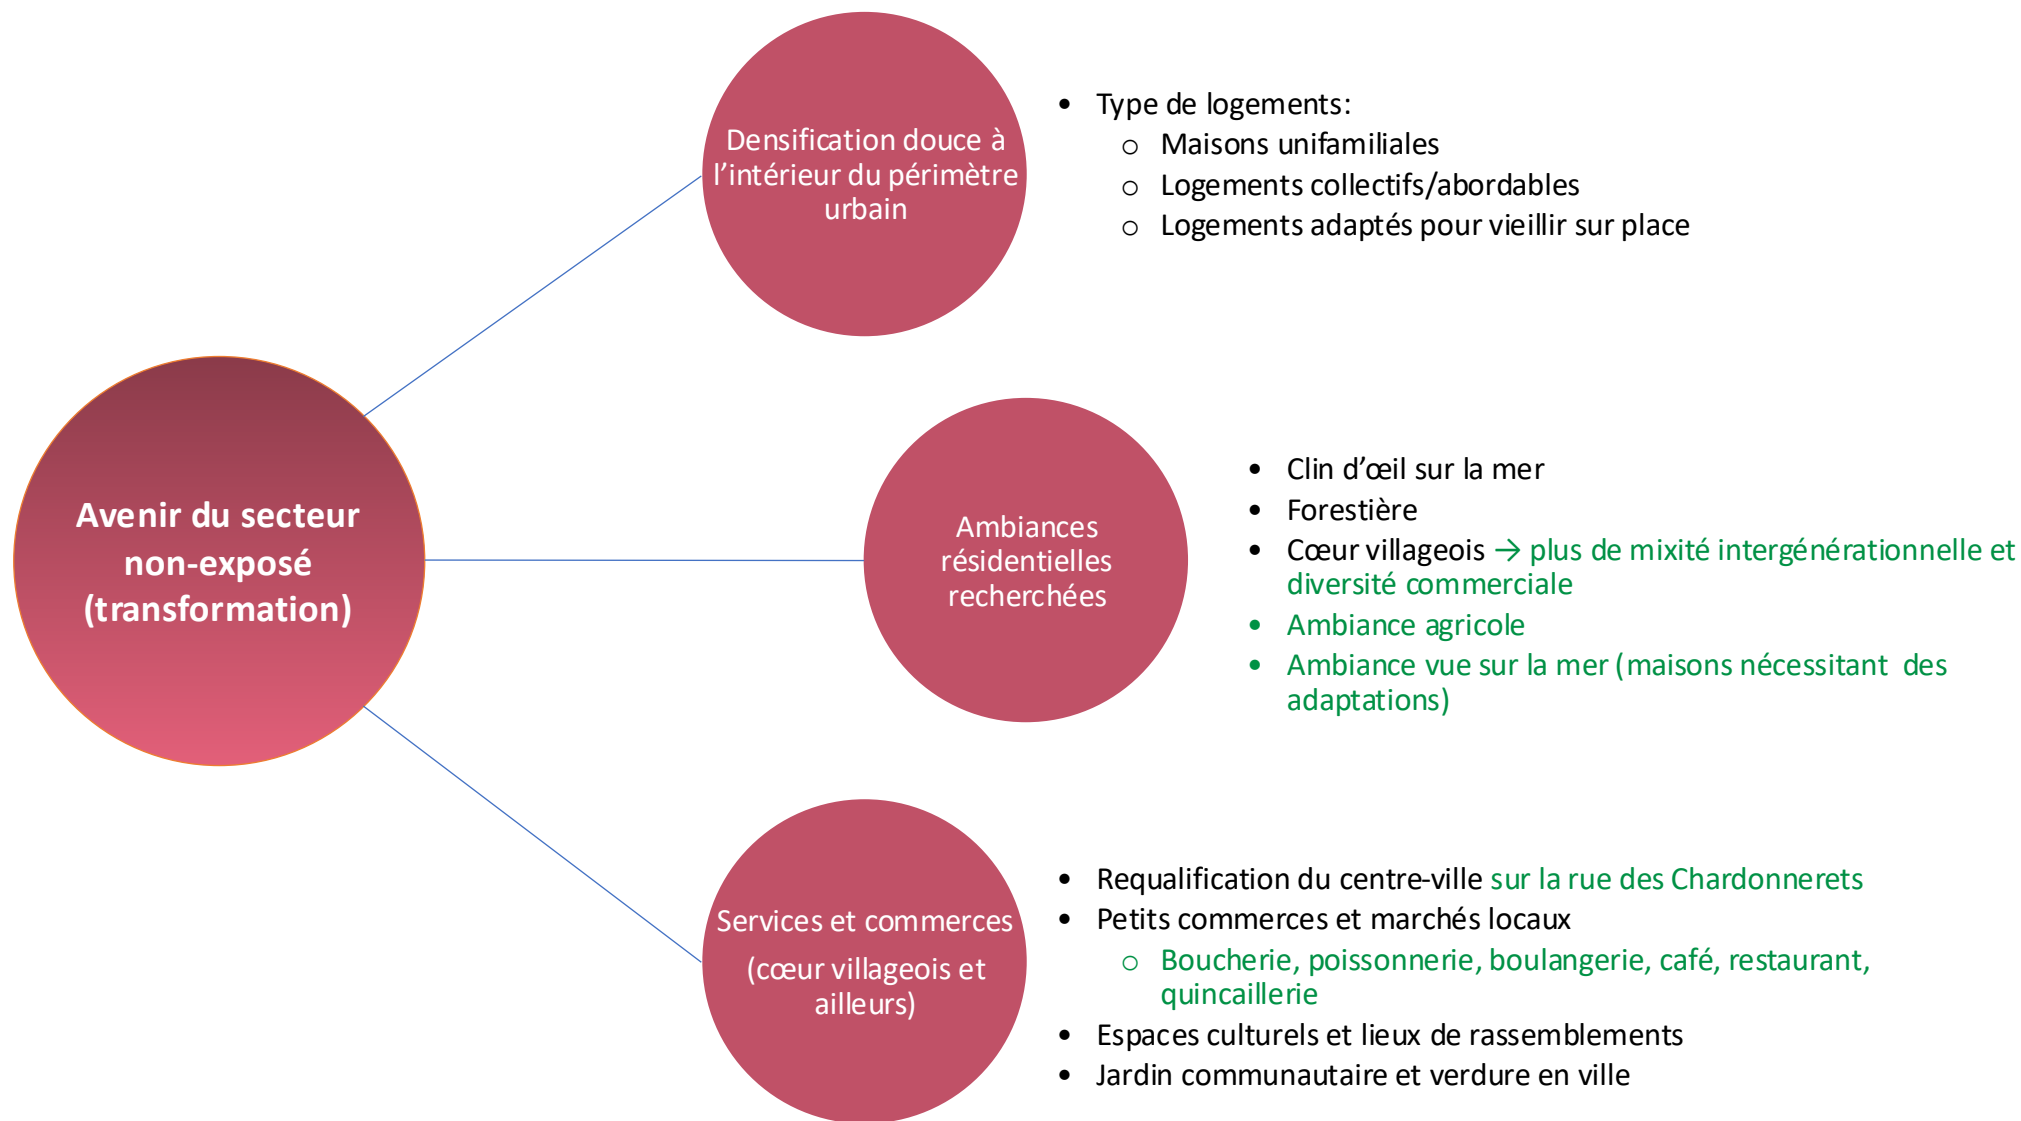 Avenir du secteur
non-exposé
(transformation)
Densification douce à
l’intérieur du périmètre
urbain
• Type de logements:
o Maisons unifamiliales
o Logements collectifs/abordables
o Logements adaptés pour vieillir sur place
Ambiances
résidentielles
recherchées
• Clin d’œil sur la mer
• Forestière
• Cœur villageois → plus de mixité intergénérationnelle et
diversité commerciale
• Ambiance agricole
• Ambiance vue sur la mer (maisons nécessitant des
adaptations)
Services et commerces
(cœur villageois et
ailleurs)
• Requalification du centre-ville sur la rue des Chardonnerets
• Petits commerces et marchés locaux
o Boucherie, poissonnerie, boulangerie, café, restaurant,
quincaillerie
• Espaces culturels et lieux de rassemblements
• Jardin communautaire et verdure en ville